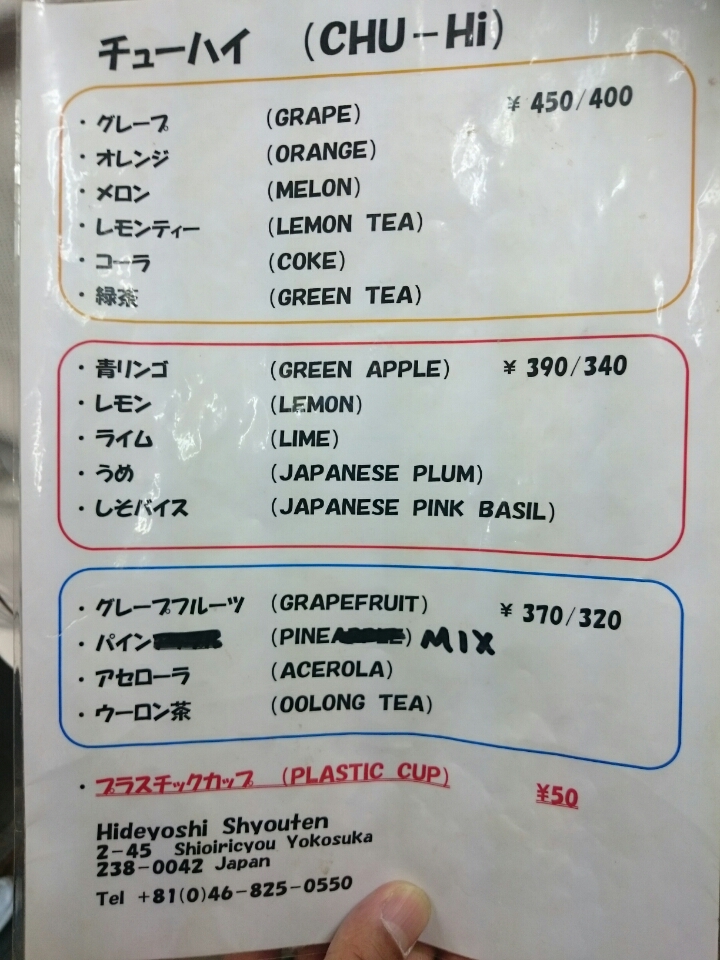 チューハイ (CHU-Hi)
・グレープ (GRAPE) ¥450/400
・オレンジ (ORANGE)
・メロン (MELON)
・レモンティー (LEMON TEA)
・コーラ (COKE)
・緑茶 (GREEN TEA)
・青リンゴ (GREEN APPLE) ¥390/340
・レモン (LEMON)
・ライム (LIME)
・うめ (JAPANESE PLUM)
・しそバイス (JAPANESE PINK BASIL)
・グレープフルーツ (GRAPEFRUIT) ¥370/320
・パイン (PINE) MIX
・アセローラ (ACEROLA)
・ウーロン茶 (OOLONG TEA)
・プラスチックカップ (PLASTIC CUP) ¥50
Hideyoshi Shyouten
2-45 Shioiricyou Yokosuka
238-0042 Japan
Tel +81(0)46-825-0550